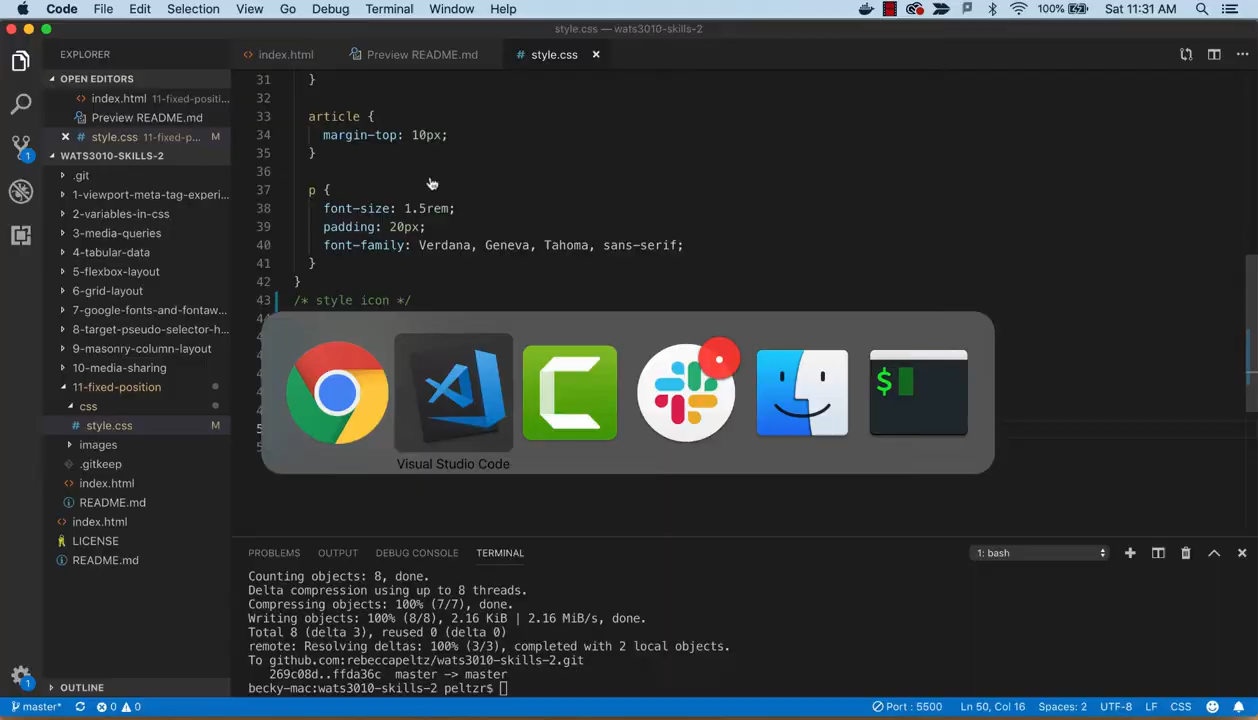 Code File Edit Selection View Go Debug Terminal Window Help 100% Sat 11:31 AM
style.css — wats3010-skills-2
EXPLORER
index.html
Preview README.md
# style.css
OPEN EDITORS
index.html 11-fixed-positi...
Preview README.md
# style.css 11-fixed-p... M
WATS3010-SKILLS-2
.git
1-viewport-meta-tag-experi...
2-variables-in-css
3-media-queries
4-tabular-data
5-flexbox-layout
6-grid-layout
7-google-fonts-and-fontaw...
8-target-pseudo-selector-h...
9-masonry-column-layout
10-media-sharing
11-fixed-position
css
# style.css M
images
.gitkeep
index.html
README.md
index.html
LICENSE
README.md
OUTLINE
31 }
32
33 article {
34 margin-top: 10px;
35 }
36
37 p {
38 font-size: 1.5rem;
39 padding: 20px;
40 font-family: Verdana, Geneva, Tahoma, sans-serif;
41 }
42 }
43 /* style icon */
$
Visual Studio Code
PROBLEMS OUTPUT DEBUG CONSOLE TERMINAL 1: bash
Counting objects: 8, done.
Delta compression using up to 8 threads.
Compressing objects: 100% (7/7), done.
Writing objects: 100% (8/8), 2.16 KiB | 2.16 MiB/s, done.
Total 8 (delta 3), reused 0 (delta 0)
remote: Resolving deltas: 100% (3/3), completed with 2 local objects.
To github.com:rebeccapeltz/wats3010-skills-2.git
269c08d..ffda36c master -> master
becky-mac:wats3010-skills-2 peltzr$
1
1
master* 0 0 Port : 5500 Ln 50, Col 16 Spaces: 2 UTF-8 LF CSS